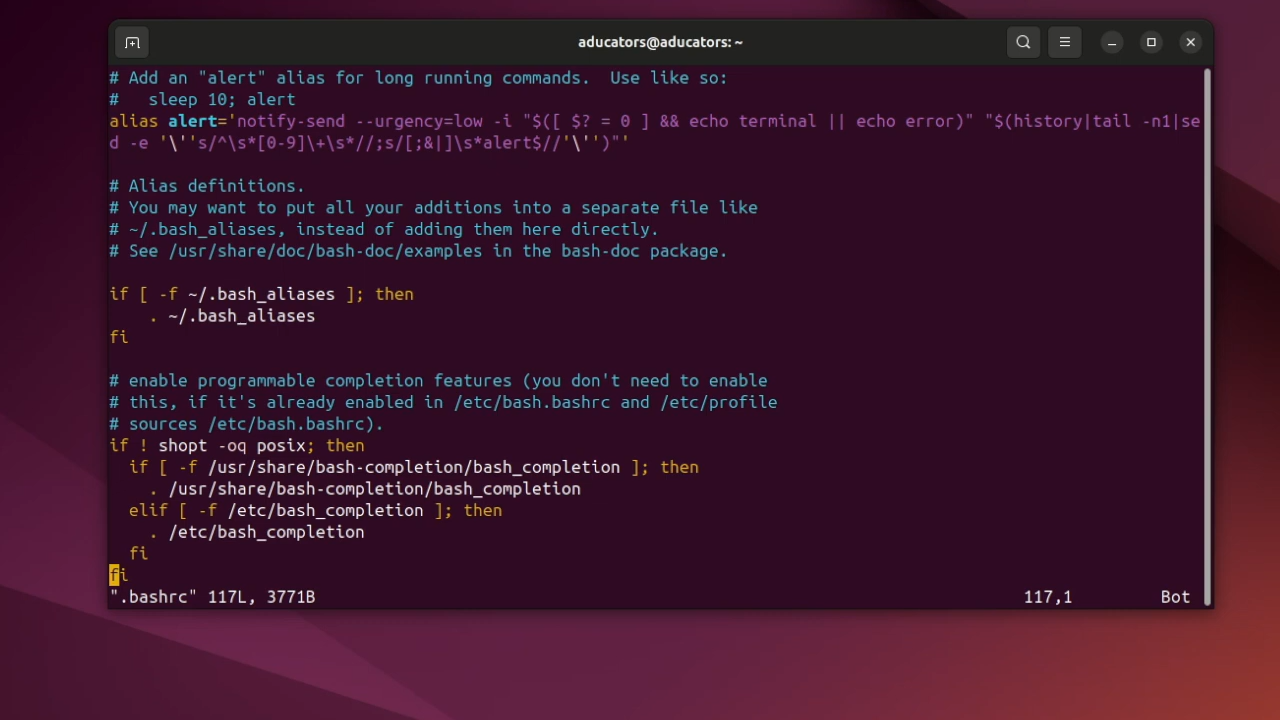 aducators@aducators: ~
# Add an "alert" alias for long running commands.  Use like so:
#   sleep 10; alert
alias alert='notify-send --urgency=low -i "$([ $? = 0 ] && echo terminal || echo error)" "$(history|tail -n1|se
d -e '\''s/^\s*[0-9]\+\s*//;s/[;&|]\s*alert$//'\'')"'
# Alias definitions.
# You may want to put all your additions into a separate file like
# ~/.bash_aliases, instead of adding them here directly.
# See /usr/share/doc/bash-doc/examples in the bash-doc package.
if [ -f ~/.bash_aliases ]; then
    . ~/.bash_aliases
fi
# enable programmable completion features (you don't need to enable
# this, if it's already enabled in /etc/bash.bashrc and /etc/profile
# sources /etc/bash.bashrc).
if ! shopt -oq posix; then
  if [ -f /usr/share/bash-completion/bash_completion ]; then
    . /usr/share/bash-completion/bash_completion
  elif [ -f /etc/bash_completion ]; then
    . /etc/bash_completion
  fi
fi
".bashrc" 117L, 3771B 117,1 Bot